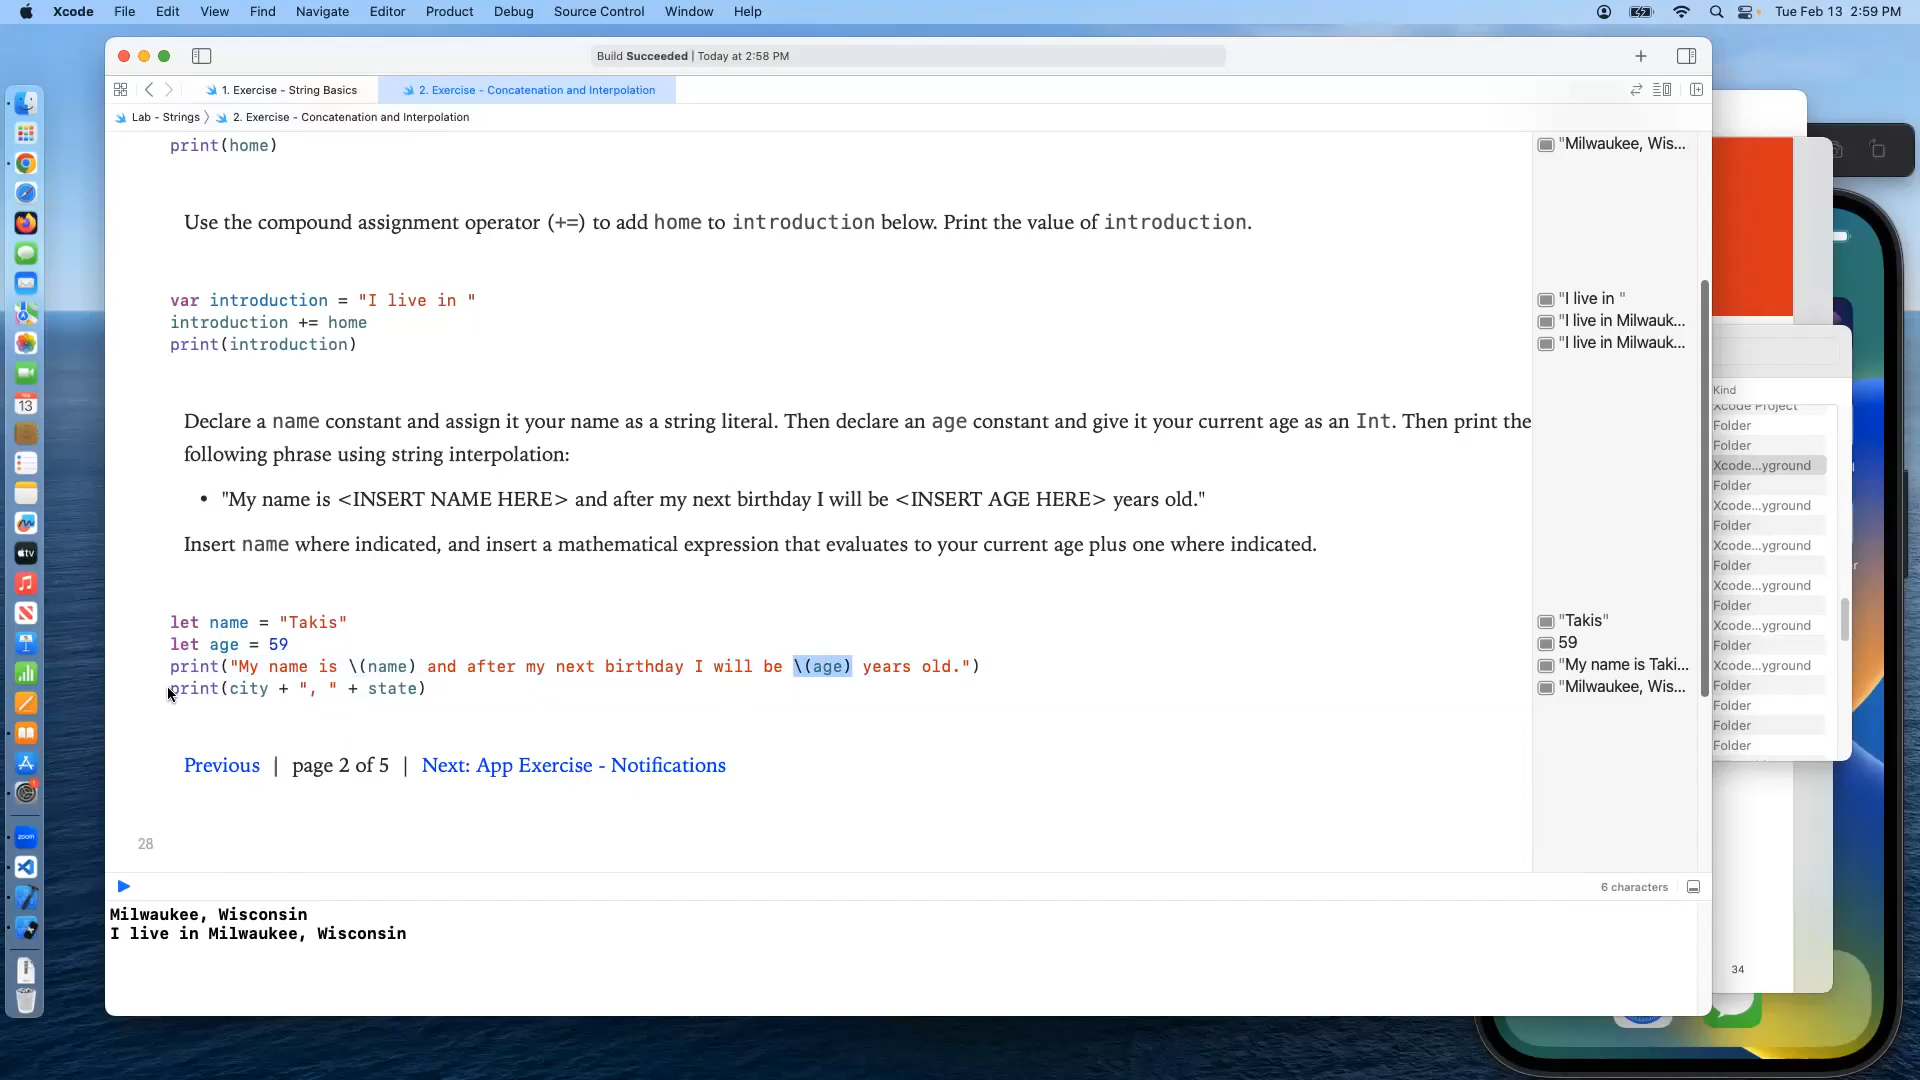 Xcode File Edit View Find Navigate Editor Product Debug Source Control Window Help Tue Feb 13 2:59 PM
Build Succeeded | Today at 2:58 PM
1. Exercise - String Basics 2. Exercise - Concatenation and Interpolation
Lab - Strings 2. Exercise - Concatenation and Interpolation
print(home) "Milwaukee, Wis...
Use the compound assignment operator (+=) to add home to introduction below. Print the value of introduction.
var introduction = "I live in " "I live in "
introduction += home "I live in Milwauk...
print(introduction) "I live in Milwauk...
Declare a name constant and assign it your name as a string literal. Then declare an age constant and give it your current age as an Int. Then print the
following phrase using string interpolation:
• "My name is <INSERT NAME HERE> and after my next birthday I will be <INSERT AGE HERE> years old."
Insert name where indicated, and insert a mathematical expression that evaluates to your current age plus one where indicated.
let name = "Takis" "Takis"
let age = 59 59
print("My name is \(name) and after my next birthday I will be \(age) years old.") "My name is Taki...
print(city + ", " + state) "Milwaukee, Wis...
Previous | page 2 of 5 | Next: App Exercise - Notifications
28
6 characters
Milwaukee, Wisconsin
I live in Milwaukee, Wisconsin
Kind
Xcode Project
Folder
Folder
Xcode...yground
Folder
Xcode...yground
Folder
Xcode...yground
Folder
Xcode...yground
Folder
Xcode...yground
Folder
Xcode...yground
Folder
Folder
Folder
Folder
34
13
tv
zoom